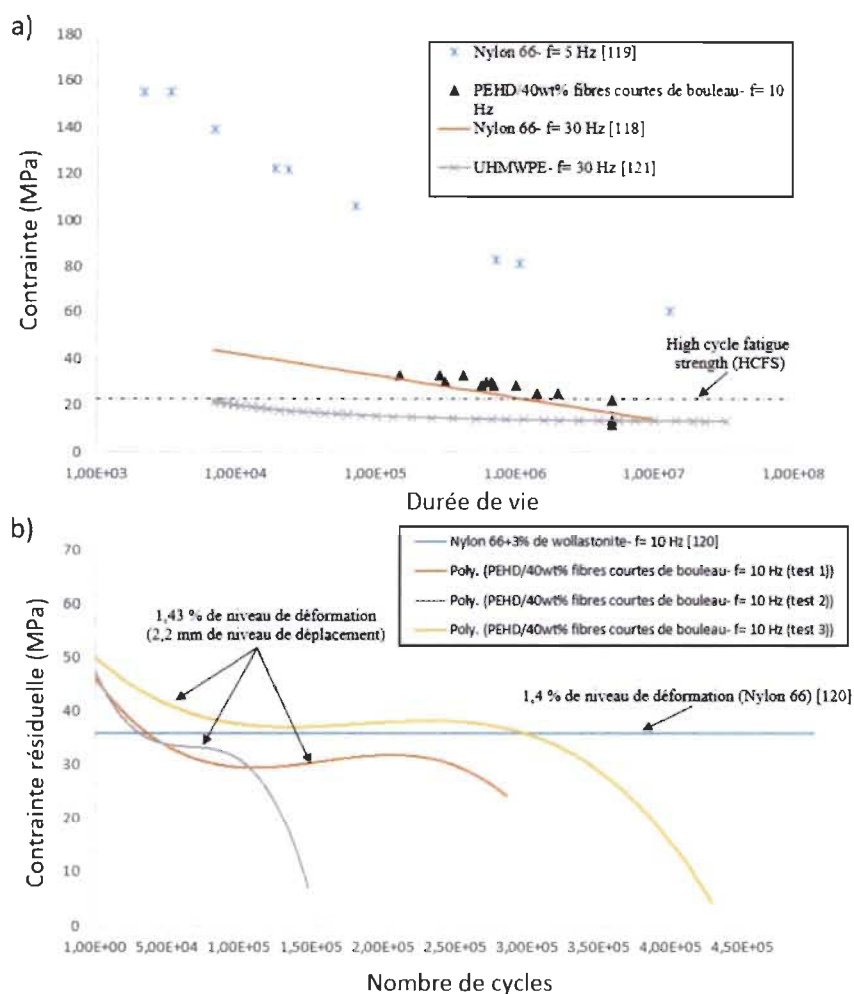 a)
180
160
140
120
100
80
60
40
20
0
Contrainte (MPa)
Nylon 66- f= 5 Hz [119]
PEHD/40wt% fibres courtes de bouleau- f= 10
Hz
Nylon 66- f= 30 Hz [118]
UHMWPE- f= 30 Hz [121]
High cycle fatigue
strength (HCFS)
1,00E+03 1,00E+04 1,00E+05 1,00E+06 1,00E+07 1,00E+08
Durée de vie
b)
70
60
50
40
30
20
10
0
Contrainte résiduelle (MPa)
Nylon 66+3% de wollastonite- f= 10 Hz [120]
Poly. (PEHD/40wt% fibres courtes de bouleau- f= 10 Hz (test 1))
Poly. (PEHD/40wt% fibres courtes de bouleau- f= 10 Hz (test 2))
Poly. (PEHD/40wt% fibres courtes de bouleau- f= 10 Hz (test 3))
1,43 % de niveau de déformation
(2,2 mm de niveau de déplacement)
1,4 % de niveau de déformation (Nylon 66) [120]
1,00E+00 5,00E+04 1,00E+05 1,50E+05 2,00E+05 2,50E+05 3,00E+05 3,50E+05 4,00E+05 4,50E+05
Nombre de cycles